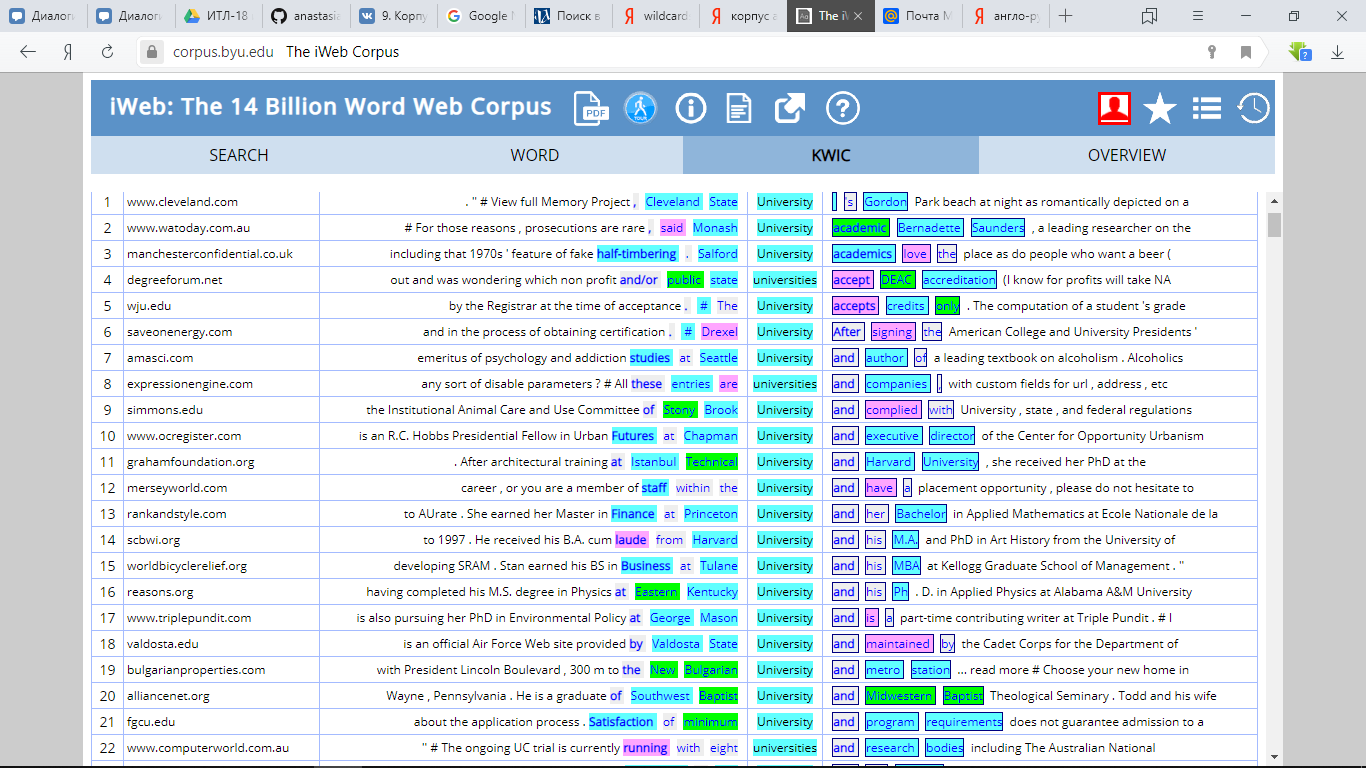 Диалоги Диалоги ИТЛ-18 anastasia 9. Корпу Google Поиск в wildcard корпус а The iW Почта М англо-ру
corpus.byu.edu The iWeb Corpus
iWeb: The 14 Billion Word Web Corpus PDF TOUR
SEARCH WORD KWIC OVERVIEW
1 www.cleveland.com . " # View full Memory Project , Cleveland State University 's Gordon Park beach at night as romantically depicted on a
2 www.watoday.com.au # For those reasons , prosecutions are rare , said Monash University academic Bernadette Saunders , a leading researcher on the
3 manchesterconfidential.co.uk including that 1970s ' feature of fake half-timbering . Salford University academics love the place as do people who want a beer (
4 degreeforum.net out and was wondering which non profit and/or public state universities accept DEAC accreditation (I know for profits will take NA
5 wju.edu by the Registrar at the time of acceptance . # The University accepts credits only . The computation of a student 's grade
6 saveonenergy.com and in the process of obtaining certification . # Drexel University After signing the American College and University Presidents '
7 amasci.com emeritus of psychology and addiction studies at Seattle University and author of a leading textbook on alcoholism . Alcoholics
8 expressionengine.com any sort of disable parameters ? # All these entries are universities and companies , with custom fields for url , address , etc
9 simmons.edu the Institutional Animal Care and Use Committee of Stony Brook University and complied with University , state , and federal regulations
10 www.ocregister.com is an R.C. Hobbs Presidential Fellow in Urban Futures at Chapman University and executive director of the Center for Opportunity Urbanism
11 grahamfoundation.org . After architectural training at Istanbul Technical University and Harvard University , she received her PhD at the
12 merseyworld.com career , or you are a member of staff within the University and have a placement opportunity , please do not hesitate to
13 rankandstyle.com to AUrate . She earned her Master in Finance at Princeton University and her Bachelor in Applied Mathematics at Ecole Nationale de la
14 scbwi.org to 1997 . He received his B.A. cum laude from Harvard University and his M.A. and PhD in Art History from the University of
15 worldbicyclerelief.org developing SRAM . Stan earned his BS in Business at Tulane University and his MBA at Kellogg Graduate School of Management . "
16 reasons.org having completed his M.S. degree in Physics at Eastern Kentucky University and his Ph . D. in Applied Physics at Alabama A&M University
17 www.triplepundit.com is also pursuing her PhD in Environmental Policy at George Mason University and is a part-time contributing writer at Triple Pundit . # I
18 valdosta.edu is an official Air Force Web site provided by Valdosta State University and maintained by the Cadet Corps for the Department of
19 bulgarianproperties.com with President Lincoln Boulevard , 300 m to the New Bulgarian University and metro station ... read more # Choose your new home in
20 alliancenet.org Wayne , Pennsylvania . He is a graduate of Southwest Baptist University and Midwestern Baptist Theological Seminary . Todd and his wife
21 fgcu.edu about the application process . Satisfaction of minimum University and program requirements does not guarantee admission to a
22 www.computerworld.com.au " # The ongoing UC trial is currently running with eight universities and research bodies including The Australian National